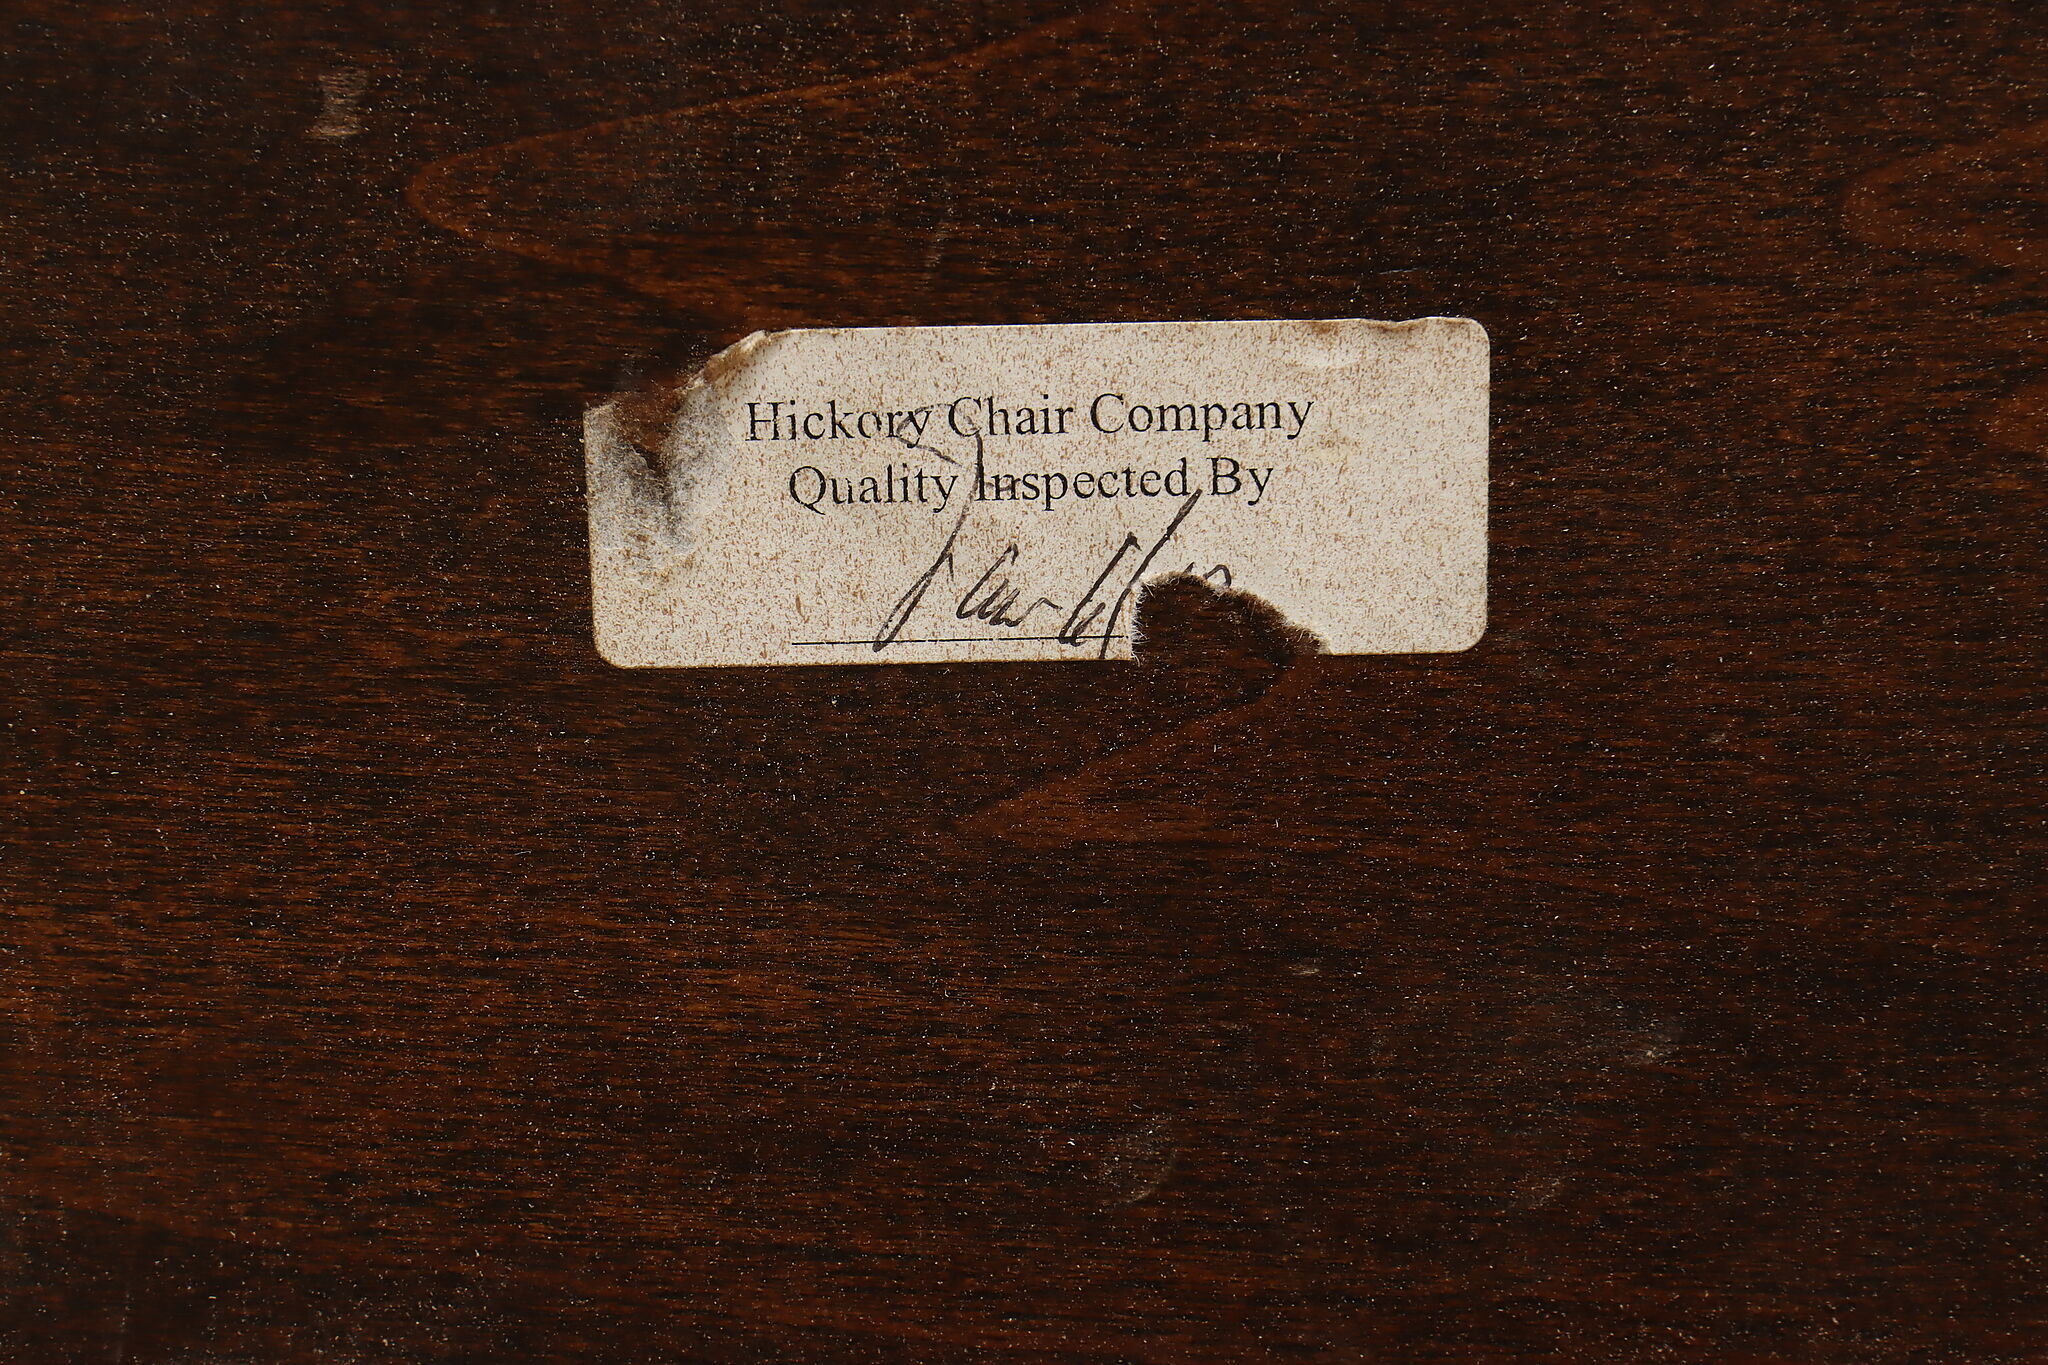 Hickory Chair Company
Quality Inspected By